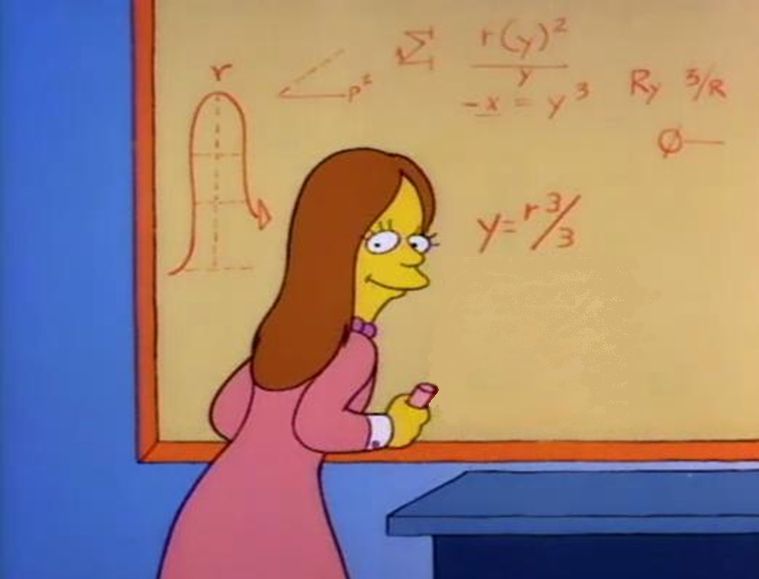 r
P²
Σ r(y)²
y
-x = y³
Ry ³/R
Ø—
y = r³/3